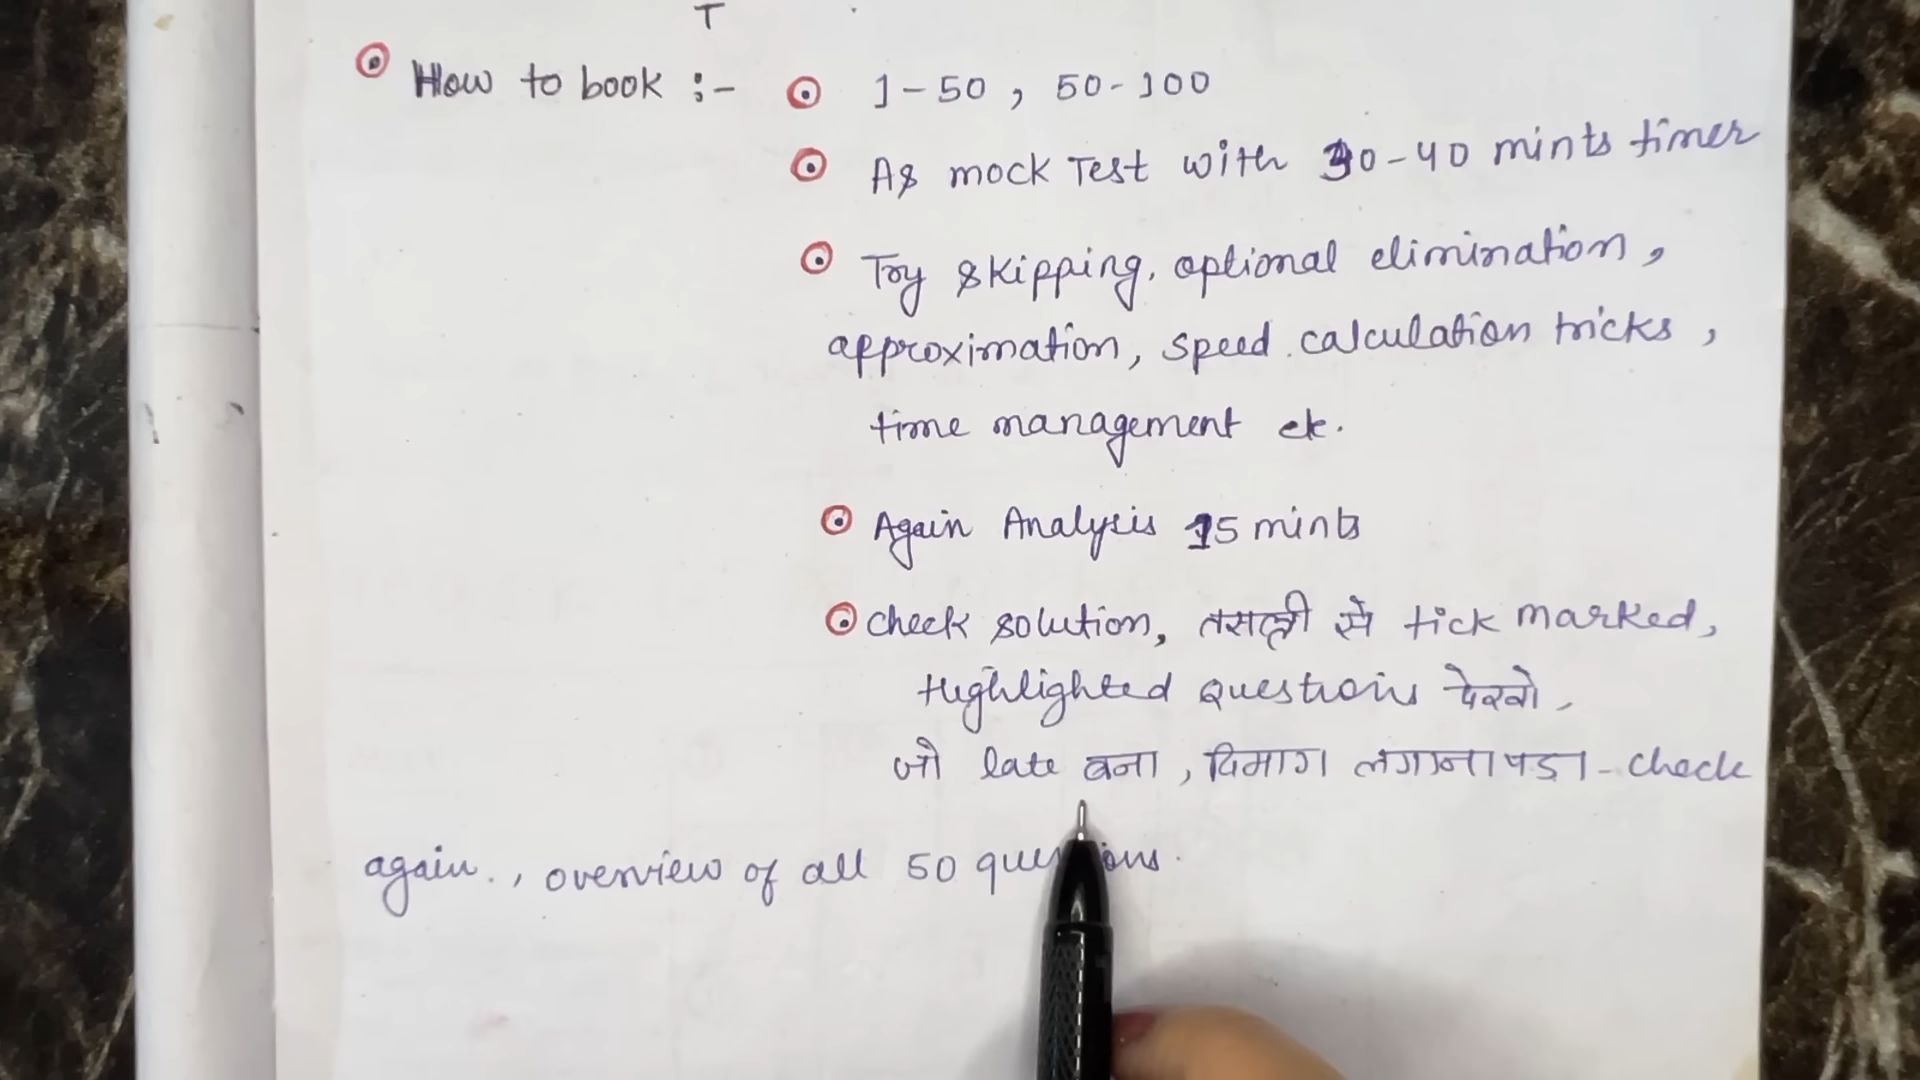 T
How to book :- 1-50, 50-100
As mock Test with 30-40 mints timer
Try skipping, optional elimination,
approximation, speed calculation tricks,
time management etc.
Again Analysis 15 mints
check solution, तसल्ली से tick marked,
Highlighted questions देखो,
जो late बना, दिमाग लगाना पडा - check
again., overview of all 50 questions.